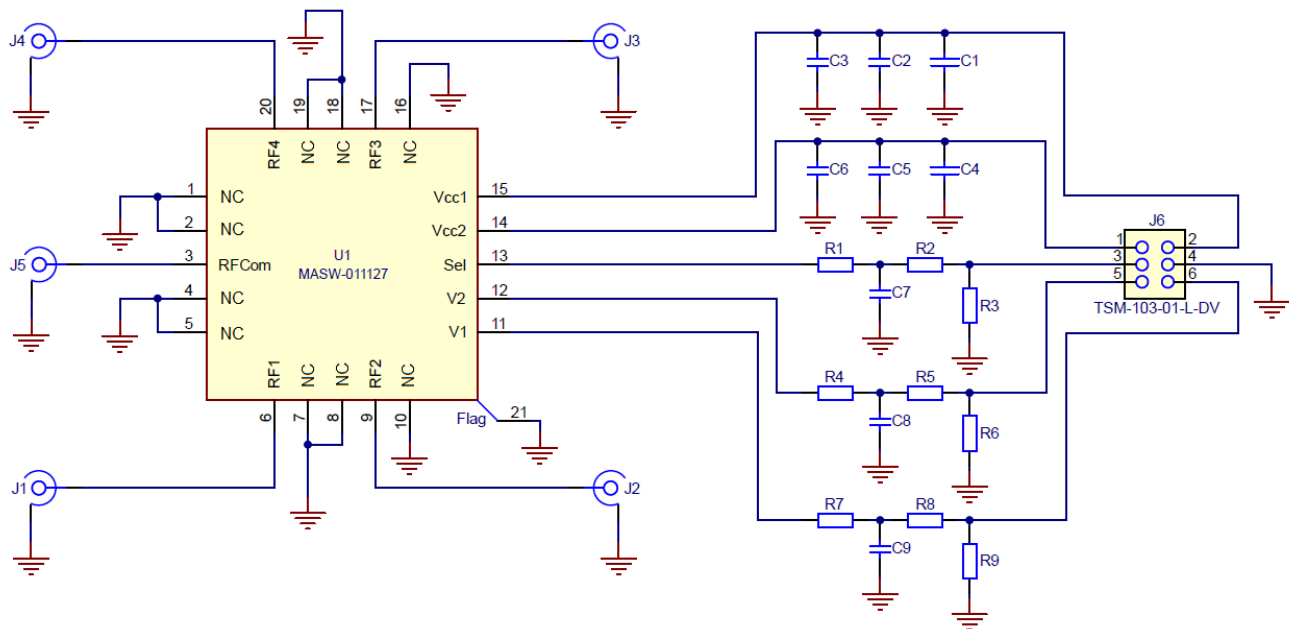 J4
J3
C3
C2
C1
20
19
18
17
16
RF4
NC
NC
RF3
NC
C6
C5
C4
1
NC
Vcc1
15
2
NC
Vcc2
14
J6
J5
3
RFCom
U1
MASW-011127
Sel
13
R1
R2
1
2
3
4
5
6
TSM-103-01-L-DV
4
NC
V2
12
C7
R3
5
NC
V1
11
RF1
NC
NC
RF2
NC
R4
R5
6
7
8
9
10
Flag
21
C8
R6
J1
J2
R7
R8
C9
R9